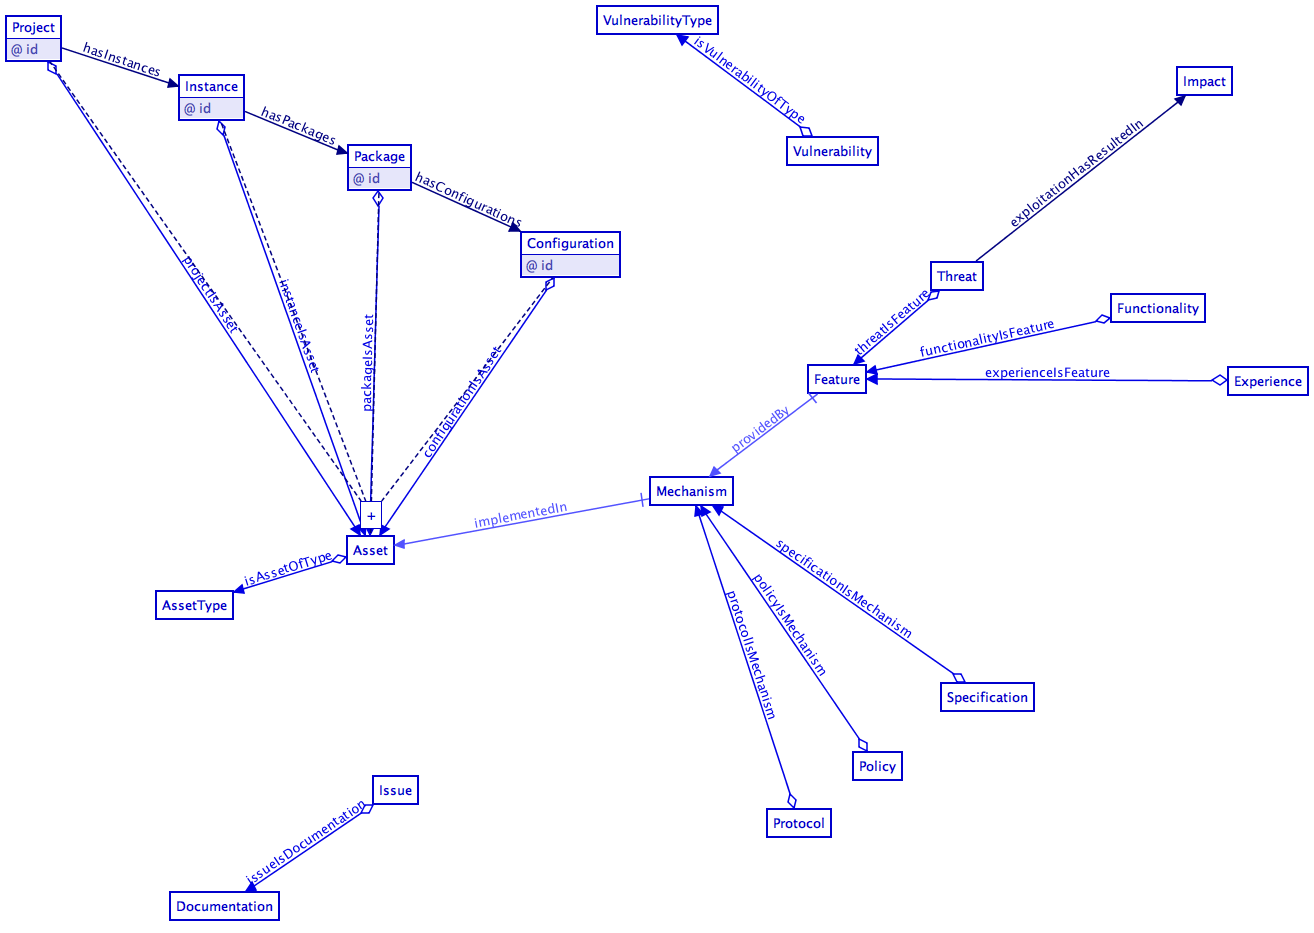 Project
@ id
hasInstances
Instance
@ id
hasPackages
Package
@ id
hasConfigurations
Configuration
@ id
VulnerabilityType
isVulnerabilityOfType
Vulnerability
Impact
exploitationHasResultedIn
Threat
threatIsFeature
Functionality
functionalityIsFeature
Feature
experienceIsFeature
Experience
projectIsAsset
instanceIsAsset
packageIsAsset
configurationIsAsset
providedBy
Mechanism
implementedIn
+
Asset
isAssetOfType
AssetType
specificationIsMechanism
policyIsMechanism
protocolIsMechanism
Specification
Policy
Protocol
Issue
issueIsDocumentation
Documentation